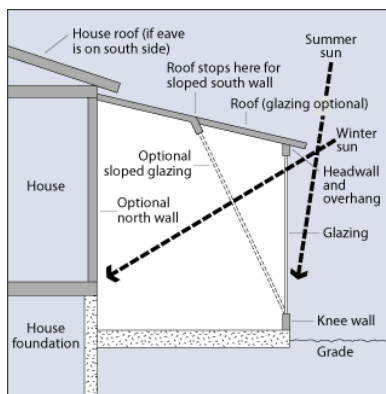 House roof (if eave
is on south side)
Summer
sun
Roof stops here for
sloped south wall
Roof (glazing optional)
Winter
sun
Optional
sloped glazing
Headwall
and
overhang
House
Optional
north wall
Glazing
Knee wall
House
foundation
Grade